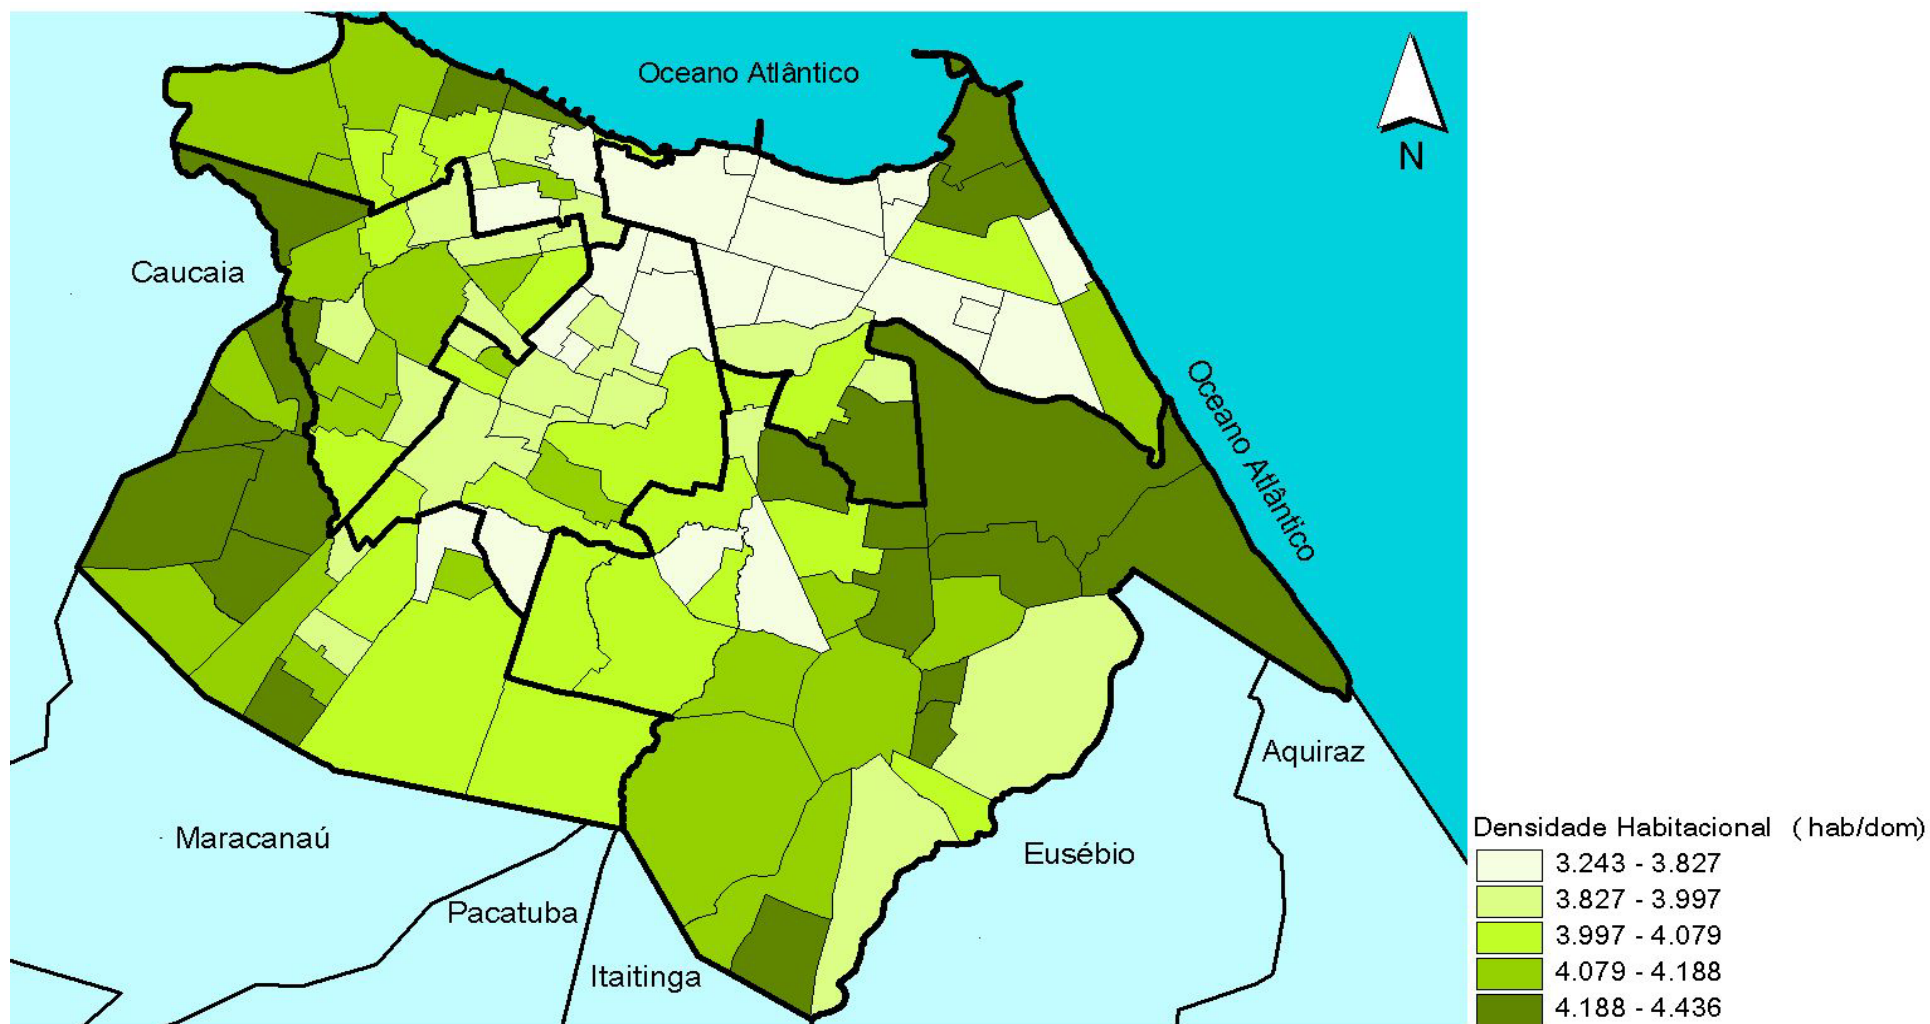 Oceano Atlântico
N
Caucaia
Oceano Atlântico
Aquiraz
Maracanaú
Eusébio
Pacatuba
Itaitinga
Densidade Habitacional ( hab/dom)
3.243 - 3.827
3.827 - 3.997
3.997 - 4.079
4.079 - 4.188
4.188 - 4.436